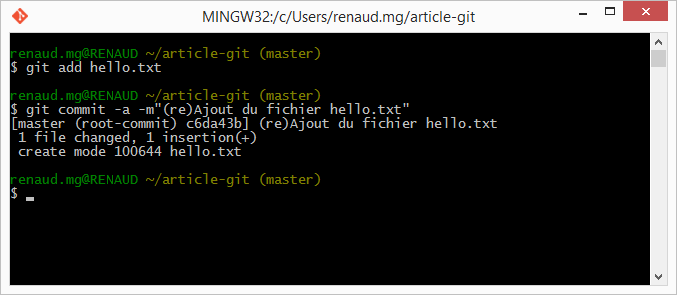 MINGW32:/c/Users/renaud.mg/article-git
renaud.mg@RENAUD ~/article-git (master)
$ git add hello.txt
renaud.mg@RENAUD ~/article-git (master)
$ git commit -a -m"(re)Ajout du fichier hello.txt"
[master (root-commit) c6da43b] (re)Ajout du fichier hello.txt
 1 file changed, 1 insertion(+)
 create mode 100644 hello.txt
renaud.mg@RENAUD ~/article-git (master)
$